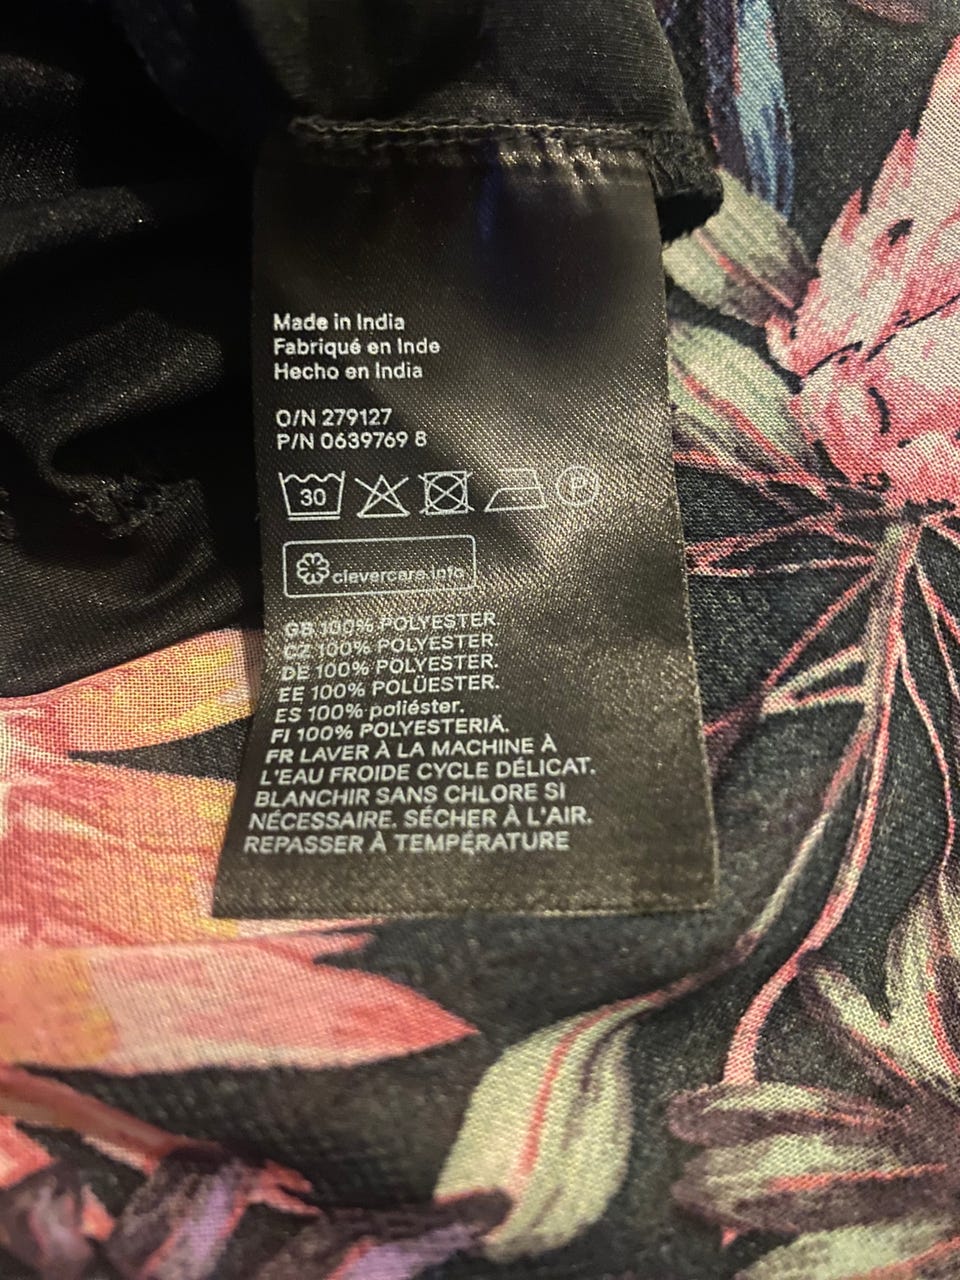 Made in India
Fabriqué en Inde
Hecho en India
O/N 279127
P/N 0639769 8
30 P
clevercare.info
GB 100% POLYESTER
CZ 100% POLYESTER
DE 100% POLYESTER.
EE 100% POLÜESTER.
ES 100% poliéster.
FI 100% POLYESTERIÄ.
FR LAVER À LA MACHINE À
L'EAU FROIDE CYCLE DÉLICAT.
BLANCHIR SANS CHLORE SI
NÉCESSAIRE. SÉCHER À L'AIR.
REPASSER À TEMPÉRATURE